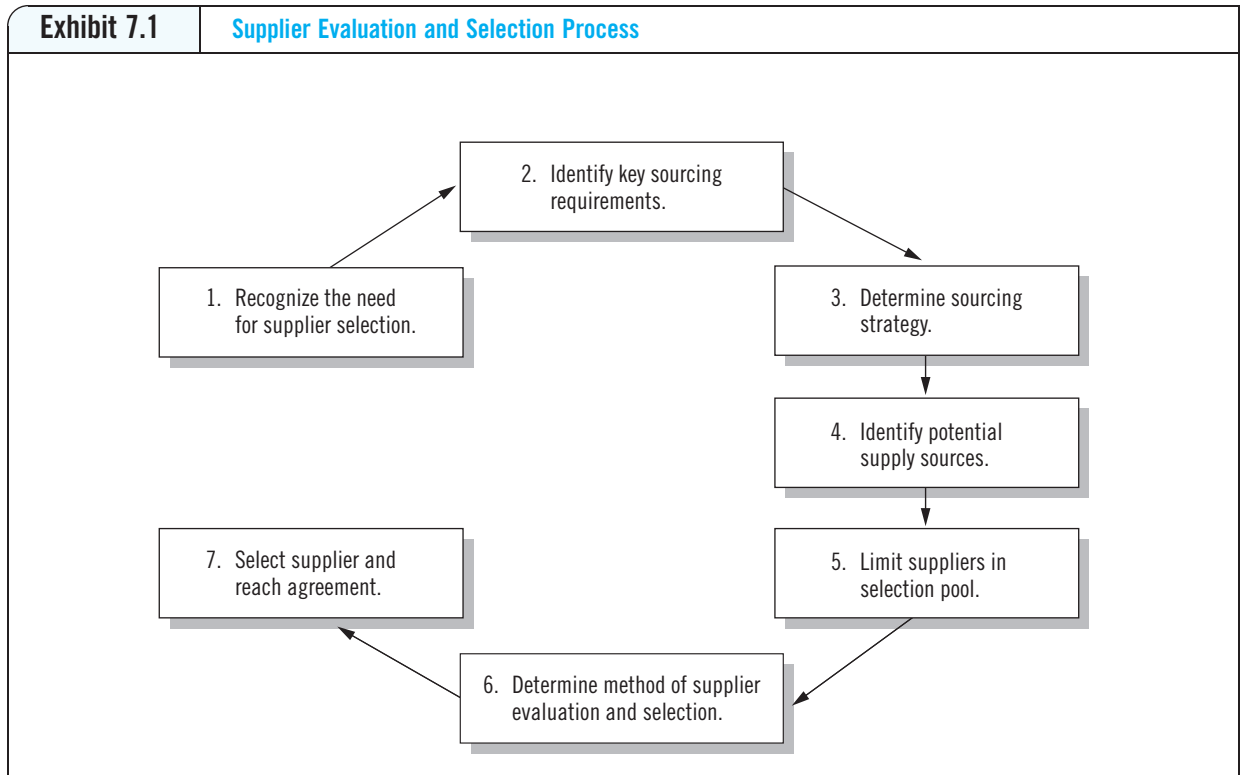 Exhibit 7.1
Supplier Evaluation and Selection Process
2. Identify key sourcing
requirements.
1. Recognize the need
for supplier selection.
3. Determine sourcing
strategy.
4. Identify potential
supply sources.
7. Select supplier and
reach agreement.
5. Limit suppliers in
selection pool.
6. Determine method of supplier
evaluation and selection.